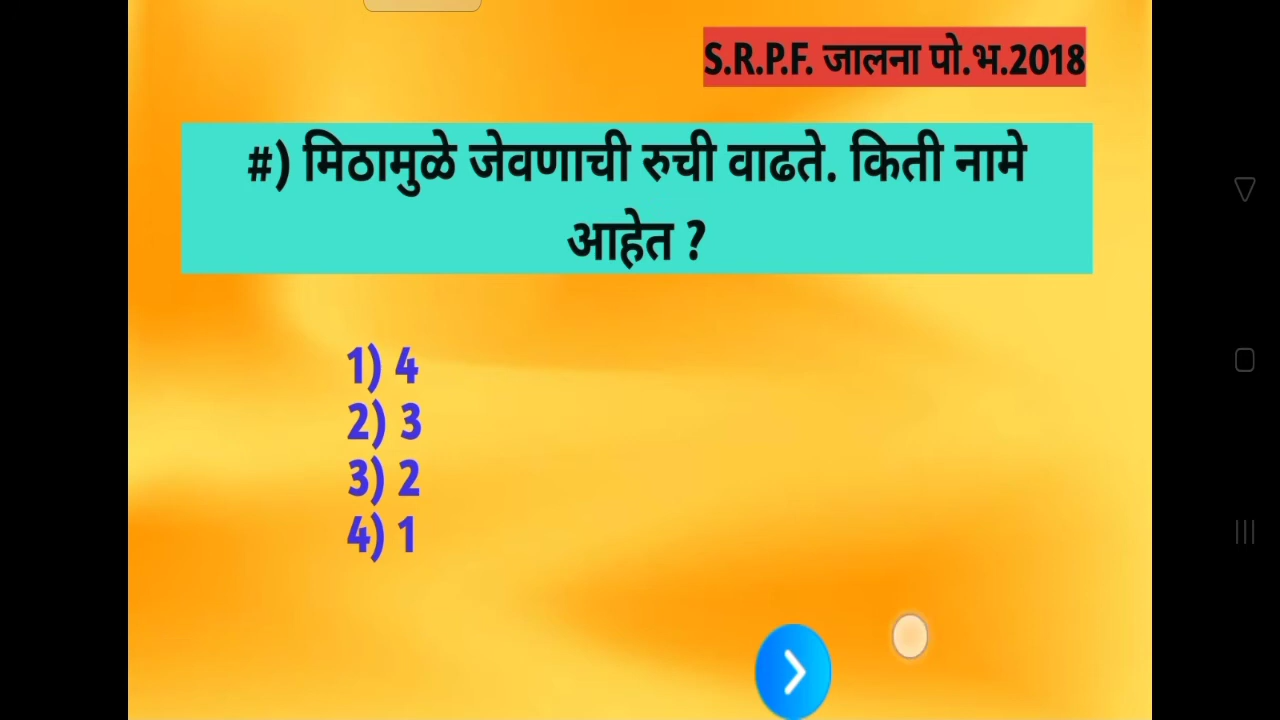 S.R.P.F. जालना पो.भ.2018
#) मिठामुळे जेवणाची रुची वाढते. किती नामे
आहेत ?
1) 4
2) 3
3) 2
4) 1